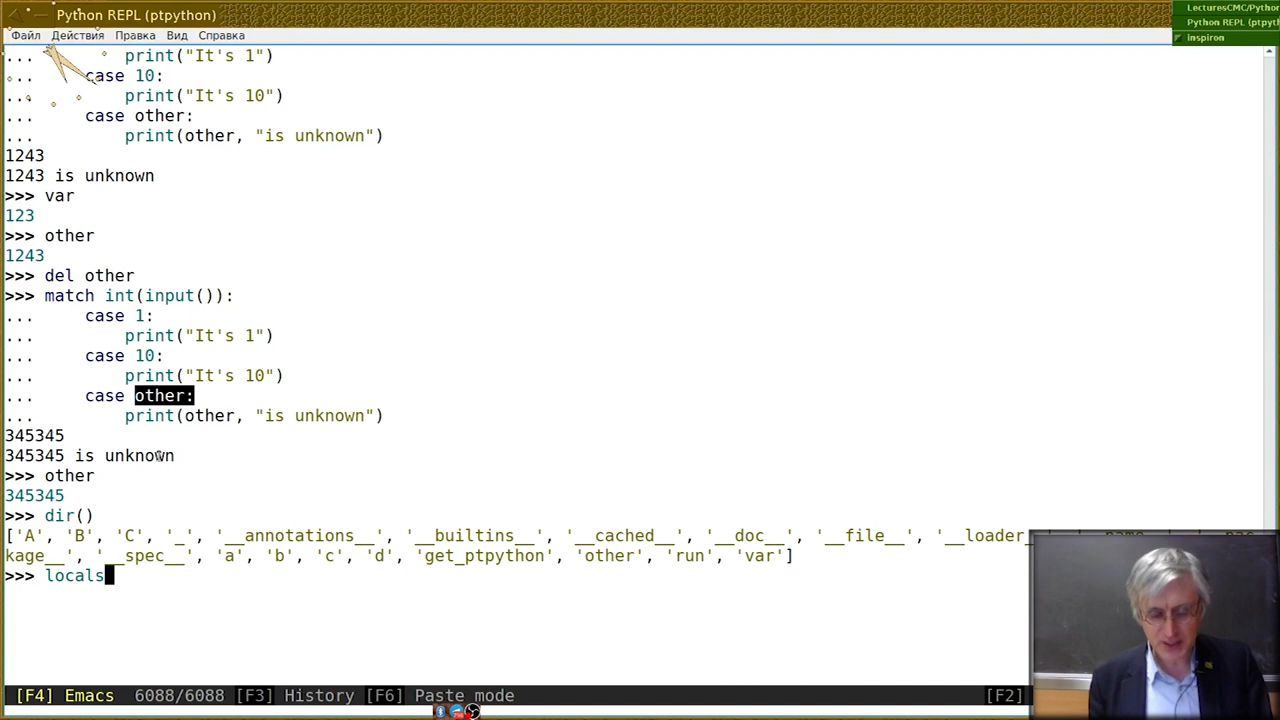 Python REPL (ptpython)
LecturesCMC/Python
Python REPL (ptpyth
inspiron
Файл Действия Правка Вид Справка
... print("It's 1")
... case 10:
... print("It's 10")
... case other:
... print(other, "is unknown")
1243
1243 is unknown
>>> var
123
>>> other
1243
>>> del other
>>> match int(input()):
... case 1:
... print("It's 1")
... case 10:
... print("It's 10")
... case other:
... print(other, "is unknown")
345345
345345 is unknown
>>> other
345345
>>> dir()
['A', 'B', 'C', '_', '__annotations__', '__builtins__', '__cached__', '__doc__', '__file__', '__loader_
kage__', '__spec__', 'a', 'b', 'c', 'd', 'get_ptpython', 'other', 'run', 'var']
>>> locals
[F4] Emacs 6088/6088 [F3] History [F6] Paste mode [F2]